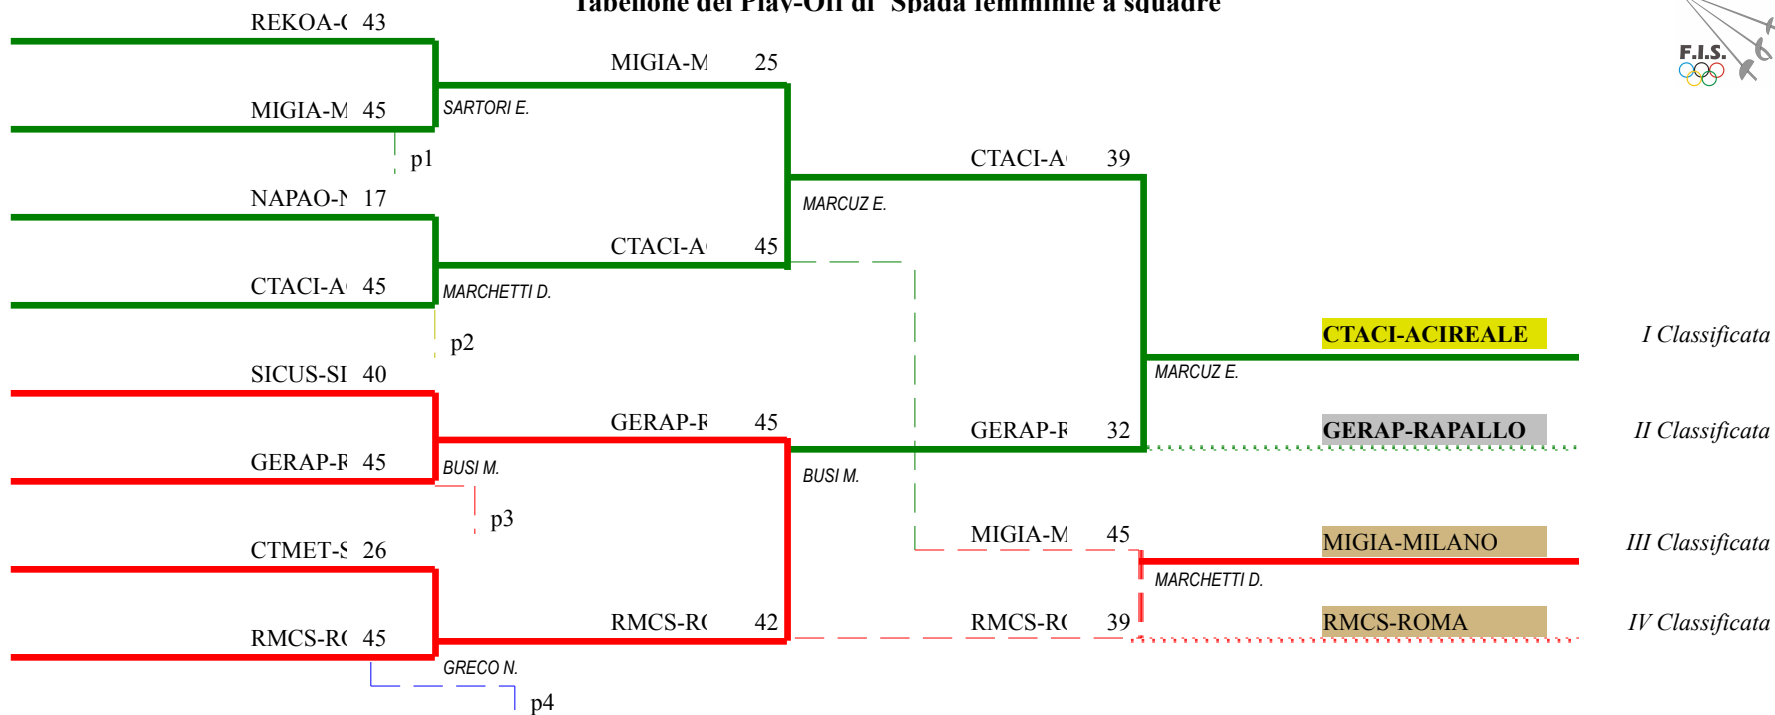 Tabellone dei Play-Off di Spada femminile a squadre
F.I.S.
REKOA- 43
MIGIA-M 45
SARTORI E.
p1
NAPAO-N 17
CTACI-A 45
MARCHETTI D.
p2
SICUS-SI 40
GERAP-R 45
BUSI M.
p3
CTMET-S 26
RMCS-RO 45
GRECO N.
p4
MIGIA-M 25
CTACI-A 45
MARCUZ E.
GERAP-R 45
RMCS-RO 42
BUSI M.
CTACI-A 39
GERAP-R 32
MARCUZ E.
MIGIA-M 45
RMCS-RO 39
MARCHETTI D.
CTACI-ACIREALE I Classificata
GERAP-RAPALLO II Classificata
MIGIA-MILANO III Classificata
RMCS-ROMA IV Classificata